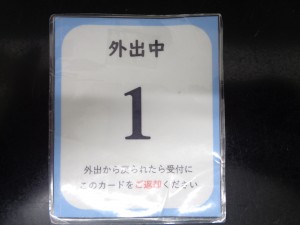 外出中
1
外出から戻られたら受付に
このカードをご返却ください